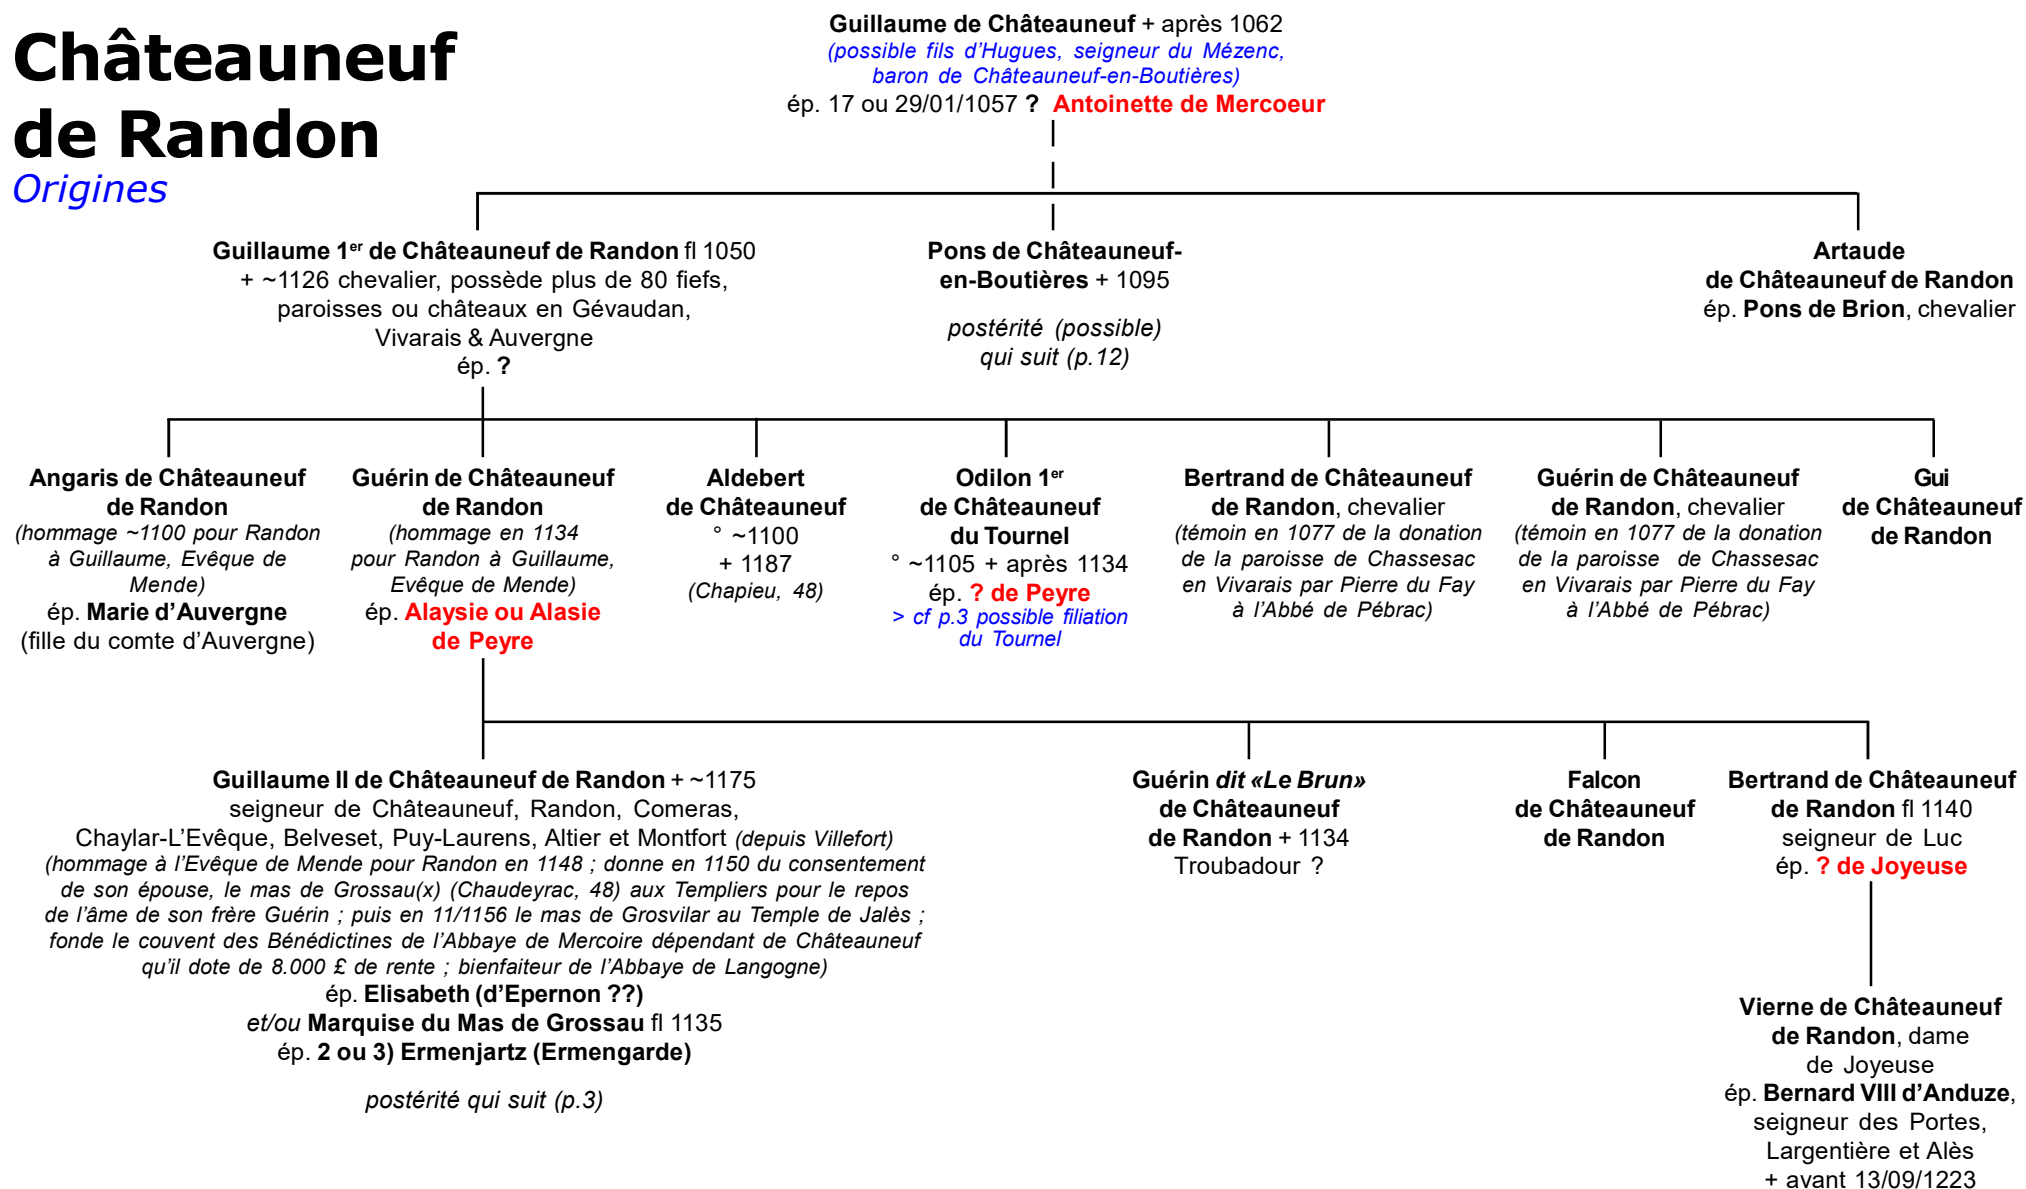 Châteauneuf
de Randon
Origines
Guillaume de Châteauneuf + après 1062
(possible fils d'Hugues, seigneur du Mézenc,
baron de Châteauneuf-en-Boutières)
ép. 17 ou 29/01/1057 ? Antoinette de Mercoeur
Guillaume 1er de Châteauneuf de Randon fl 1050
+ ~1126 chevalier, possède plus de 80 fiefs,
paroisses ou châteaux en Gévaudan,
Vivarais & Auvergne
ép. ?
Pons de Châteauneuf-
en-Boutières + 1095
postérité (possible)
qui suit (p.12)
Artaude
de Châteauneuf de Randon
ép. Pons de Brion, chevalier
Angaris de Châteauneuf
de Randon
(hommage ~1100 pour Randon
à Guillaume, Evêque de
Mende)
ép. Marie d'Auvergne
(fille du comte d'Auvergne)
Guérin de Châteauneuf
de Randon
(hommage en 1134
pour Randon à Guillaume,
Evêque de Mende)
ép. Alaysie ou Alasie
de Peyre
Aldebert
de Châteauneuf
° ~1100
+ 1187
(Chapieu, 48)
Odilon 1er
de Châteauneuf
du Tournel
° ~1105 + après 1134
ép. ? de Peyre
> cf p.3 possible filiation
du Tournel
Bertrand de Châteauneuf
de Randon, chevalier
(témoin en 1077 de la donation
de la paroisse de Chassesac
en Vivarais par Pierre du Fay
à l'Abbé de Pébrac)
Guérin de Châteauneuf
de Randon, chevalier
(témoin en 1077 de la donation
de la paroisse de Chassesac
en Vivarais par Pierre du Fay
à l'Abbé de Pébrac)
Gui
de Châteauneuf
de Randon
Guillaume II de Châteauneuf de Randon + ~1175
seigneur de Châteauneuf, Randon, Comeras,
Chaylar-L'Evêque, Belveset, Puy-Laurens, Altier et Montfort (depuis Villefort)
(hommage à l'Evêque de Mende pour Randon en 1148 ; donne en 1150 du consentement
de son épouse, le mas de Grossau(x) (Chaudeyrac, 48) aux Templiers pour le repos
de l'âme de son frère Guérin ; puis en 11/1156 le mas de Grosvilar au Temple de Jalès ;
fonde le couvent des Bénédictines de l'Abbaye de Mercoire dépendant de Châteauneuf
qu'il dote de 8.000 £ de rente ; bienfaiteur de l'Abbaye de Langogne)
ép. Elisabeth (d'Epernon ??)
et/ou Marquise du Mas de Grossau fl 1135
ép. 2 ou 3) Ermenjartz (Ermengarde)
postérité qui suit (p.3)
Guérin dit «Le Brun»
de Châteauneuf
de Randon + 1134
Troubadour ?
Falcon
de Châteauneuf
de Randon
Bertrand de Châteauneuf
de Randon fl 1140
seigneur de Luc
ép. ? de Joyeuse
Vierne de Châteauneuf
de Randon, dame
de Joyeuse
ép. Bernard VIII d'Anduze,
seigneur des Portes,
Largentière et Alès
+ avant 13/09/1223